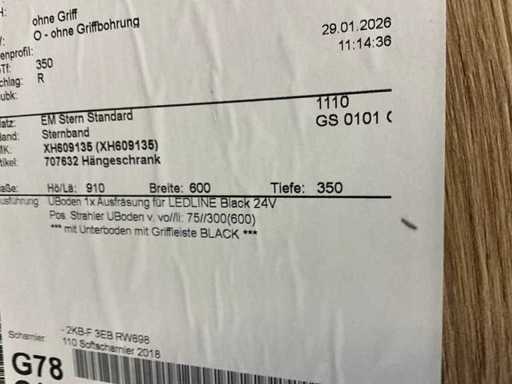 ohne Griff
O - ohne Griffbohrung
29.01.2026
11:14:36
350
R
EM Stern Standard
1110
Sternband
GS 0101
XH609135 (XH609135)
707632 Hängeschrank
Hö/Lä: 910 Breite: 600 Tiefe: 350
UBoden 1x Ausfräsung für LEDLINE Black 24V
Pos. Strahler UBoden v. vo//li: 75//300(600)
*** mit Unterboden mit Griffleiste BLACK ***
Scharnier - 2KB-F 3EB RW898
110 Softscharnier 2018
G78